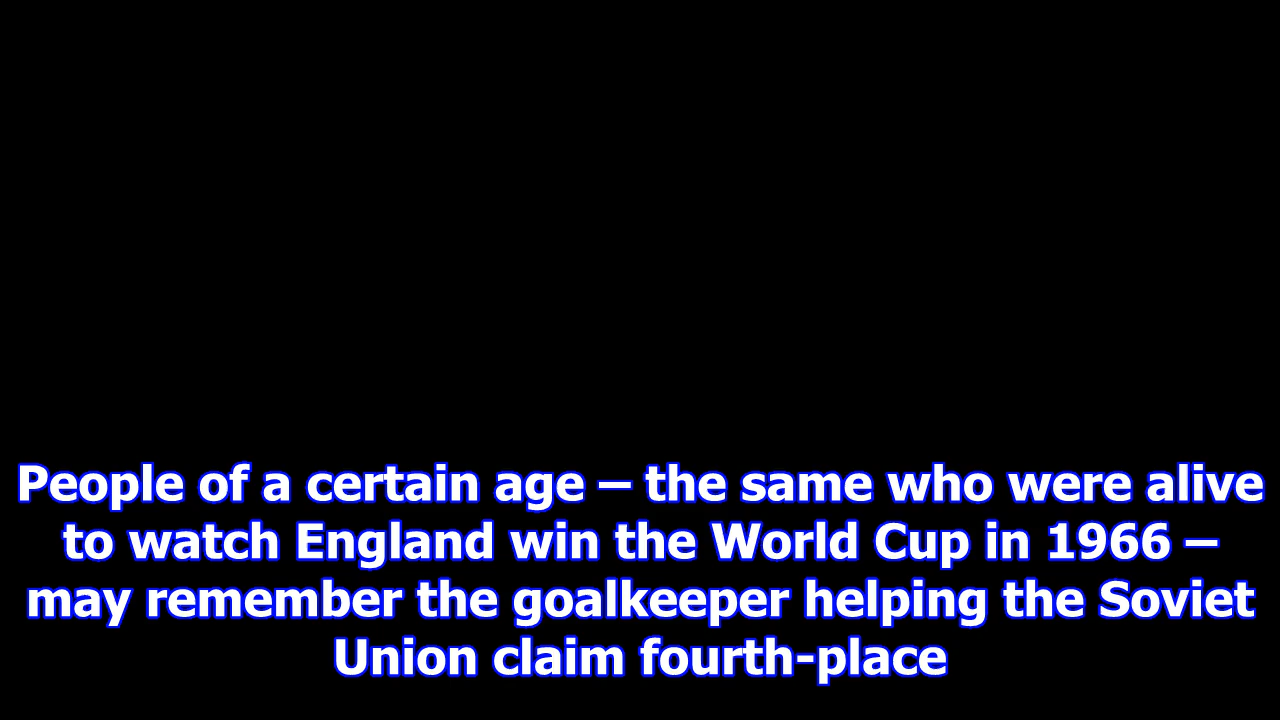 People of a certain age – the same who were alive
to watch England win the World Cup in 1966 –
may remember the goalkeeper helping the Soviet
Union claim fourth-place